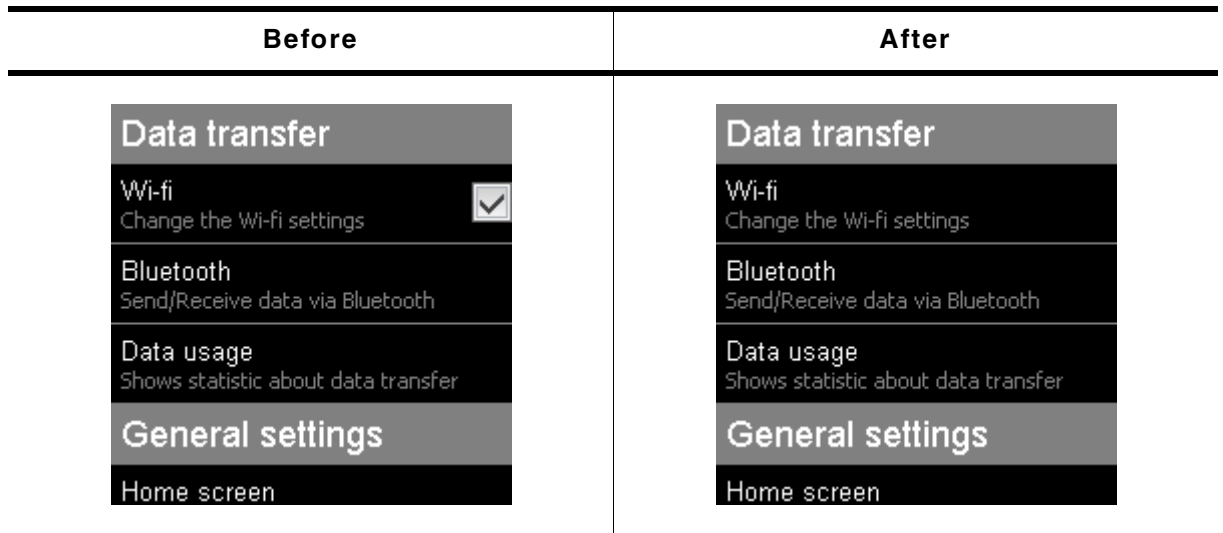 Before
After
Data transfer
Wi-fi
Change the Wi-fi settings
Bluetooth
Send/Receive data via Bluetooth
Data usage
Shows statistic about data transfer
General settings
Home screen
Data transfer
Wi-fi
Change the Wi-fi settings
Bluetooth
Send/Receive data via Bluetooth
Data usage
Shows statistic about data transfer
General settings
Home screen